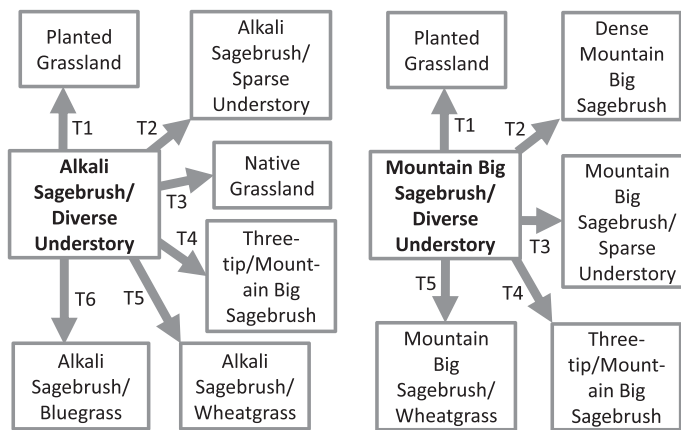 Planted
Grassland
Alkali
Sagebrush/
Sparse
Understory
T1
T2
Alkali
Sagebrush/
Diverse
Understory
Native
Grassland
T3
T4
Three-
tip/Mount-
ain Big
Sagebrush
T6
T5
Alkali
Sagebrush/
Bluegrass
Alkali
Sagebrush/
Wheatgrass
Planted
Grassland
Dense
Mountain
Big
Sagebrush
T1
T2
Mountain Big
Sagebrush/
Diverse
Understory
Mountain
Big
Sagebrush/
Sparse
Understory
T3
T5
T4
Mountain
Big
Sagebrush/
Wheatgrass
Three-
tip/Mount-
ain Big
Sagebrush